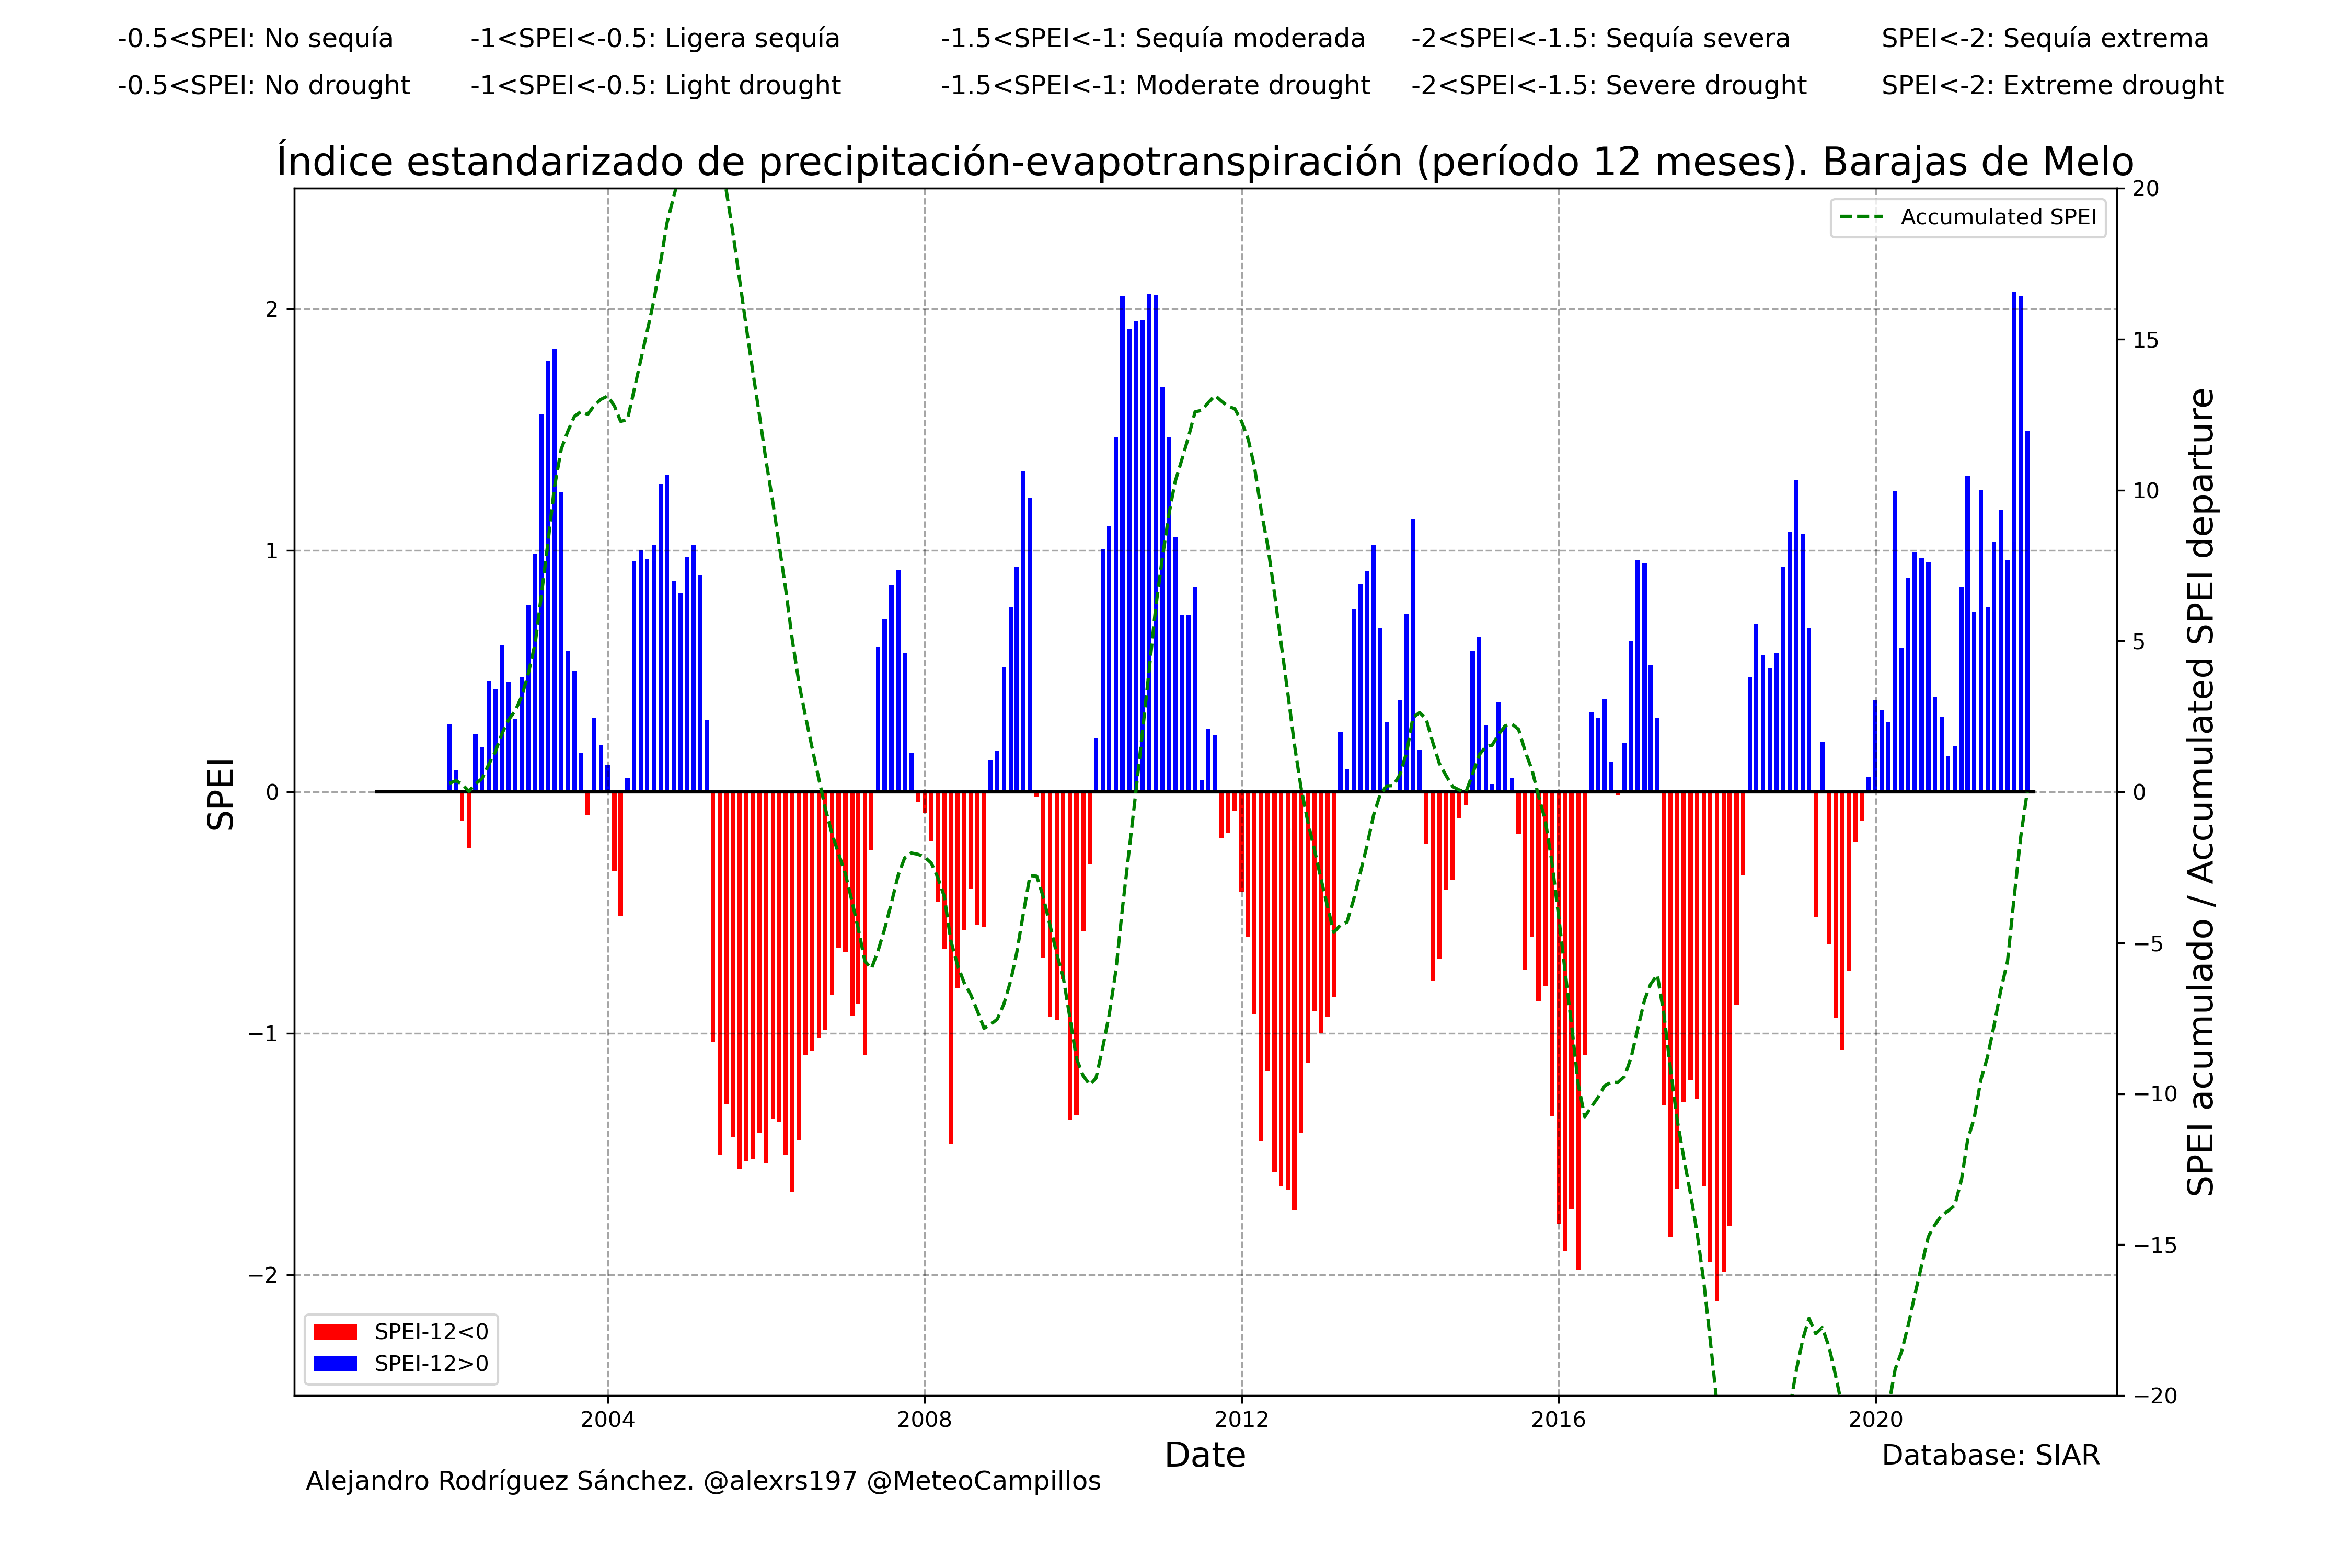 -0.5<SPEI: No sequía -1<SPEI<-0.5: Ligera sequía -1.5<SPEI<-1: Sequía moderada -2<SPEI<-1.5: Sequía severa SPEI<-2: Sequía extrema
-0.5<SPEI: No drought -1<SPEI<-0.5: Light drought -1.5<SPEI<-1: Moderate drought -2<SPEI<-1.5: Severe drought SPEI<-2: Extreme drought
Índice estandarizado de precipitación-evapotranspiración (período 12 meses). Barajas de Melo
Accumulated SPEI
SPEI
2
1
0
−1
−2
20
15
10
5
0
−5
−10
−15
−20
SPEI acumulado / Accumulated SPEI departure
SPEI-12<0
SPEI-12>0
2004 2008 2012 2016 2020
Date
Database: SIAR
Alejandro Rodríguez Sánchez. @alexrs197 @MeteoCampillos